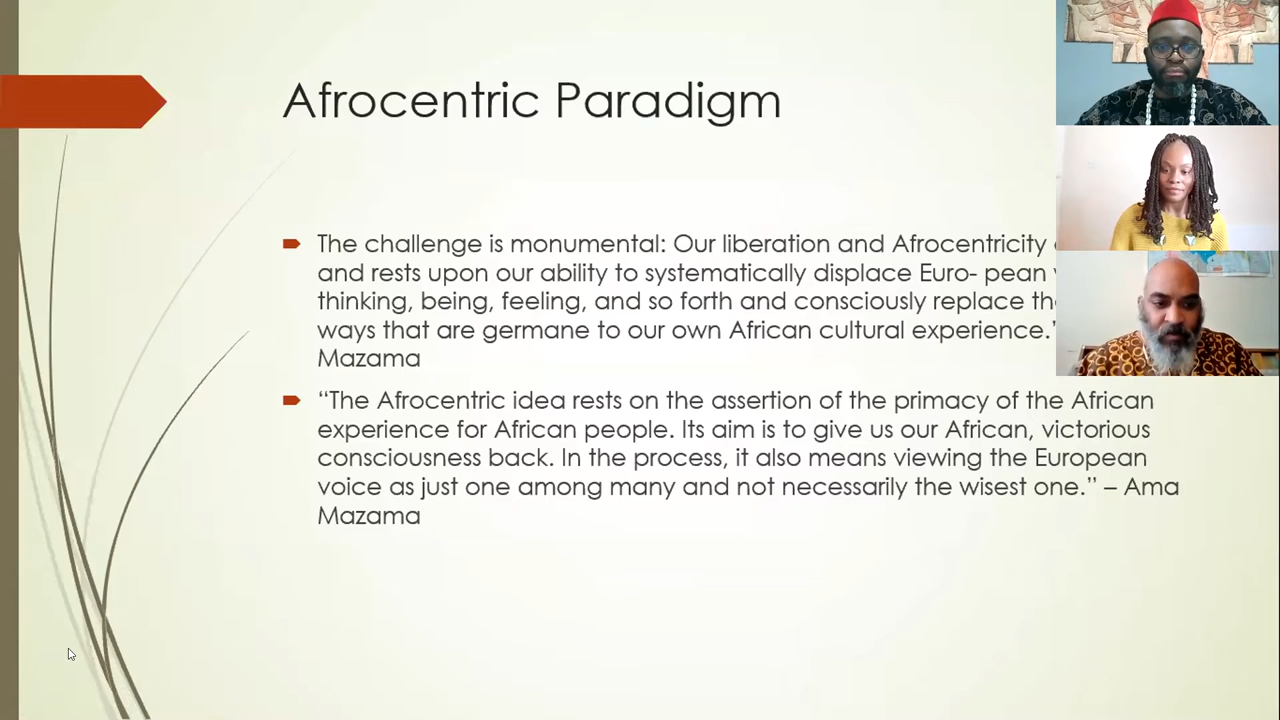 Afrocentric Paradigm
The challenge is monumental: Our liberation and Afrocentricity
and rests upon our ability to systematically displace Euro- pean
thinking, being, feeling, and so forth and consciously replace
ways that are germane to our own African cultural experience.”
Mazama
“The Afrocentric idea rests on the assertion of the primacy of the African
experience for African people. Its aim is to give us our African, victorious
consciousness back. In the process, it also means viewing the European
voice as just one among many and not necessarily the wisest one.” – Ama
Mazama